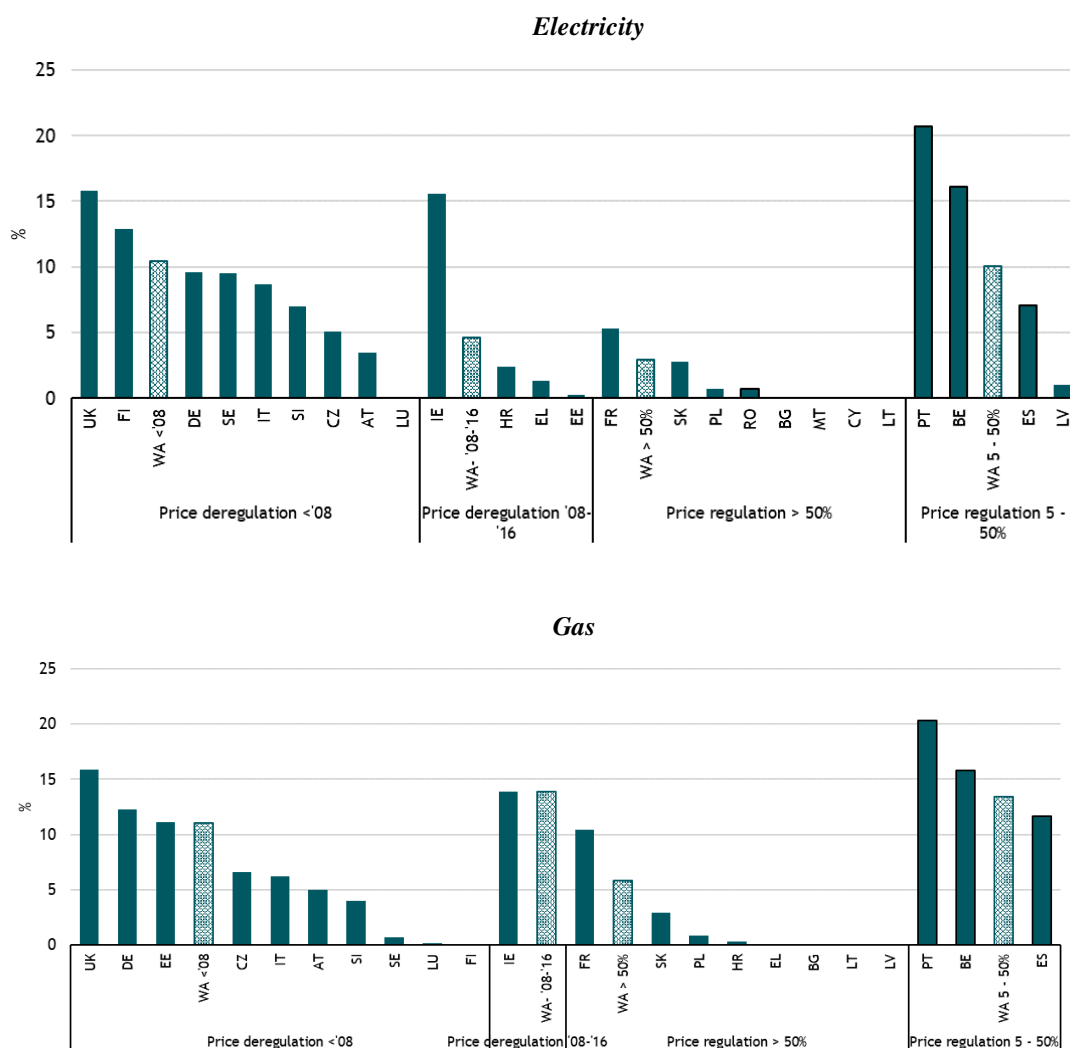 Electricity
25
20
15
10
5
0
%
UK
FI
WA <'08
DE
SE
IT
SI
CZ
AT
LU
IE
WA- '08-'16
HR
EL
EE
FR
WA > 50%
SK
PL
RO
BG
MT
CY
LT
PT
BE
WA 5 - 50%
ES
LV
Price deregulation <'08
Price deregulation '08-
'16
Price regulation > 50%
Price regulation 5 -
50%
Gas
25
20
15
10
5
0
%
UK
DE
EE
WA <'08
CZ
IT
AT
SI
SE
LU
FI
IE
WA- '08-'16
FR
WA > 50%
SK
PL
HR
EL
BG
LT
LV
PT
BE
WA 5 - 50%
ES
Price deregulation <'08
Price deregulation '08-'16
Price regulation > 50%
Price regulation 5 - 50%